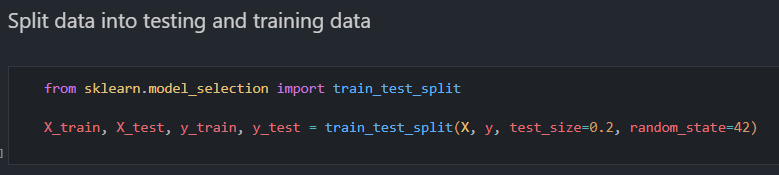 Split data into testing and training data
from sklearn.model_selection import train_test_split
X_train, X_test, y_train, y_test = train_test_split(X, y, test_size=0.2, random_state=42)
]